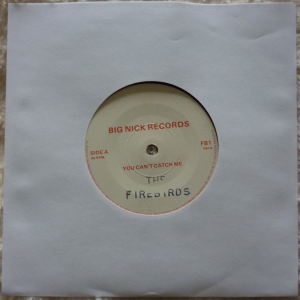 BIG NICK RECORDS
SIDE A
FB1
YOU CAN'T CATCH ME
THE
FIREBIRDS